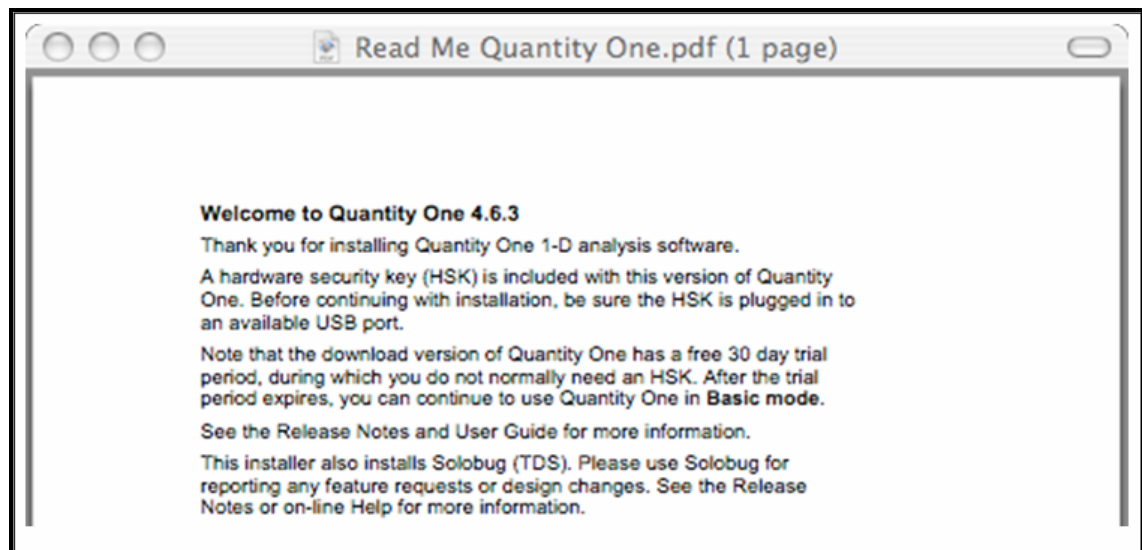 Read Me Quantity One.pdf (1 page)
Welcome to Quantity One 4.6.3
Thank you for installing Quantity One 1-D analysis software.
A hardware security key (HSK) is included with this version of Quantity
One. Before continuing with installation, be sure the HSK is plugged in to
an available USB port.
Note that the download version of Quantity One has a free 30 day trial
period, during which you do not normally need an HSK. After the trial
period expires, you can continue to use Quantity One in Basic mode.
See the Release Notes and User Guide for more information.
This installer also installs Solobug (TDS). Please use Solobug for
reporting any feature requests or design changes. See the Release
Notes or on-line Help for more information.